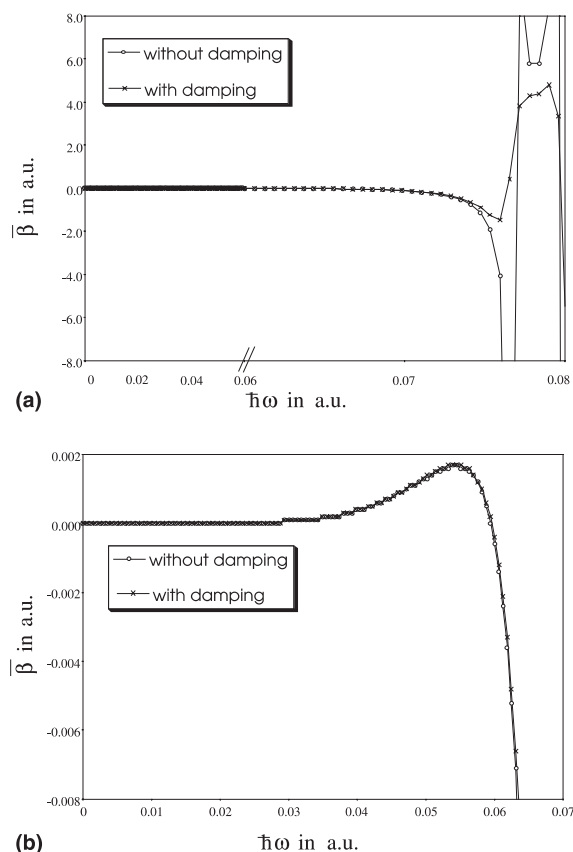 8.0
6.0
4.0
2.0
0.0
-2.0
-4.0
-6.0
-8.0
without damping
with damping
β̅ in a.u.
0 0.02 0.04 0.06 0.07 0.08
(a)
ħω in a.u.
0.002
0.000
-0.002
-0.004
-0.006
-0.008
without damping
with damping
β̅ in a.u.
0 0.01 0.02 0.03 0.04 0.05 0.06 0.07
(b)
ħω in a.u.